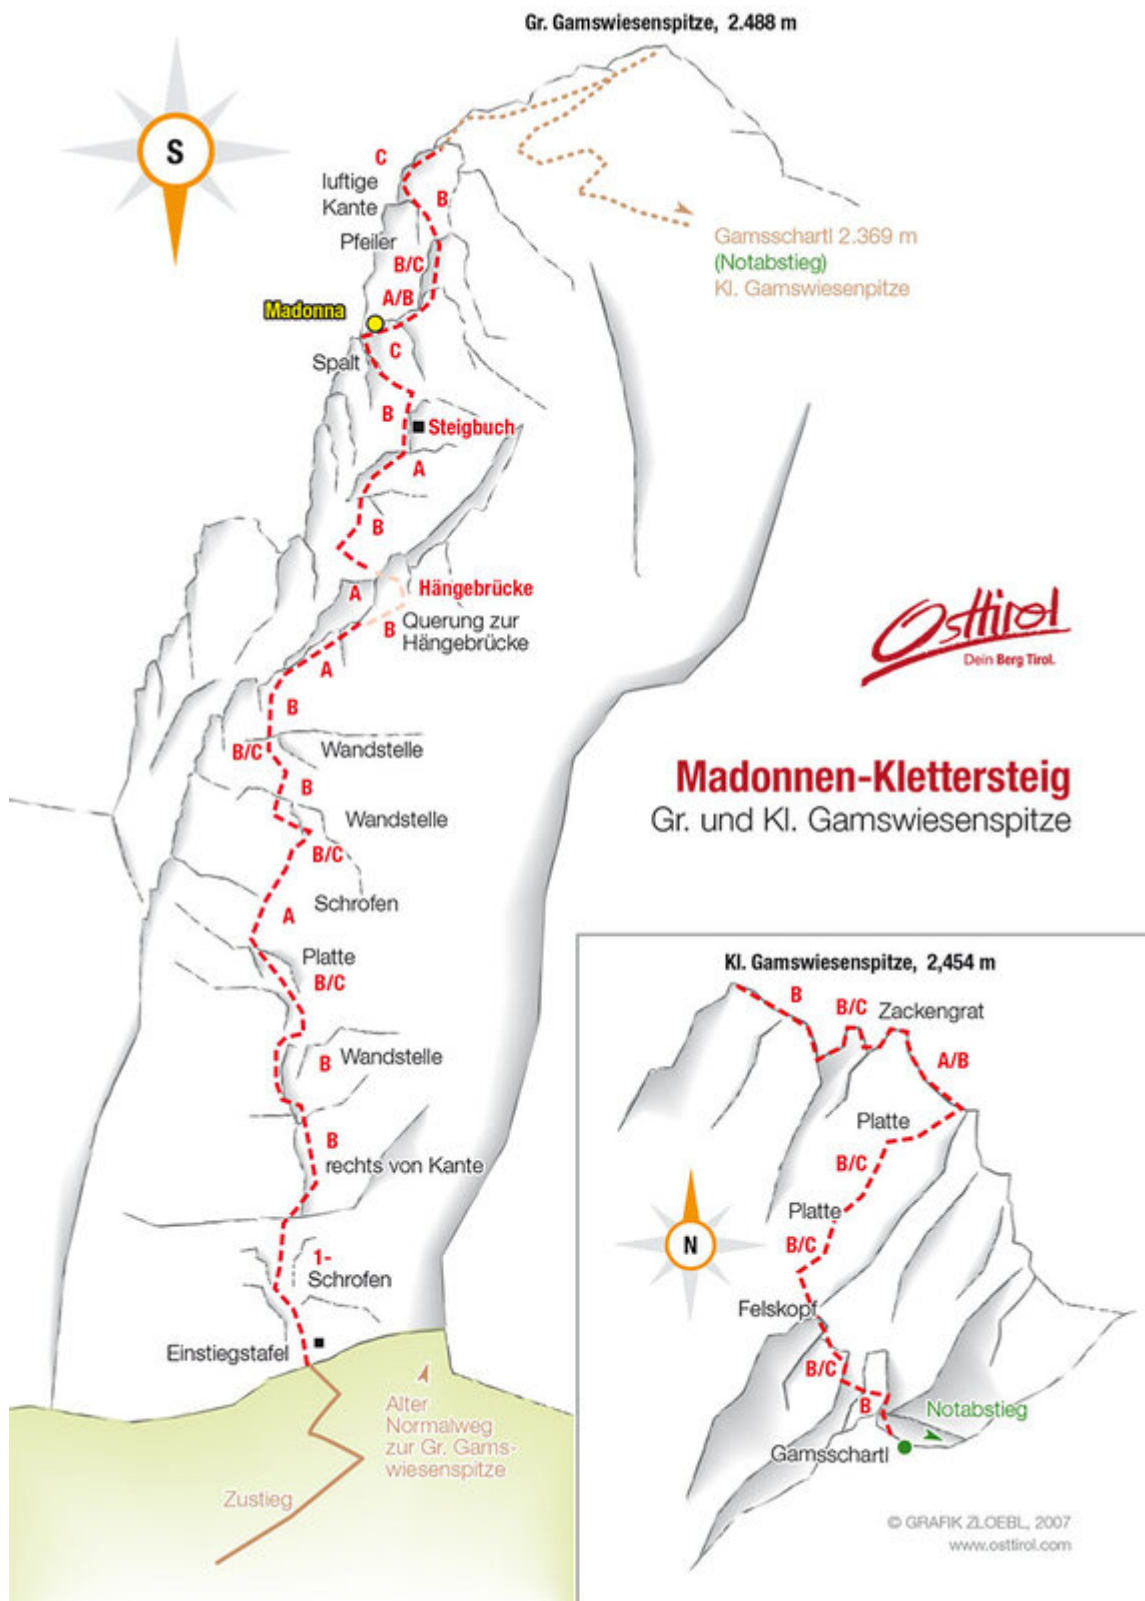 Gr. Gamswiesenspitze, 2.488 m
S
C
luftige
Kante
B
Pfeiler
B/C
Gamsschartl 2.369 m
(Notabstieg)
Kl. Gamswiesenpitze
A/B
Madonna
C
Spalt
B
Steigbuch
A
B
Hängebrücke
A
B
Querung zur
Hängebrücke
A
B
B/C
Wandstelle
B
Wandstelle
B/C
Schrofen
A
Platte
B/C
B
Wandstelle
B
rechts von Kante
1-
Schrofen
Einstiegstafel
Alter
Normalweg
zur Gr. Gams-
wiesenspitze
Zustieg
Osttirol
Dein Berg Tirol.
Madonnen-Klettersteig
Gr. und Kl. Gamswiesenspitze
Kl. Gamswiesenspitze, 2,454 m
B
B/C
Zackengrat
A/B
Platte
B/C
Platte
B/C
N
Felskopf
B/C
B
Notabstieg
Gamsschartl
© GRAFIK ZLOEBL, 2007
www.osttirol.com